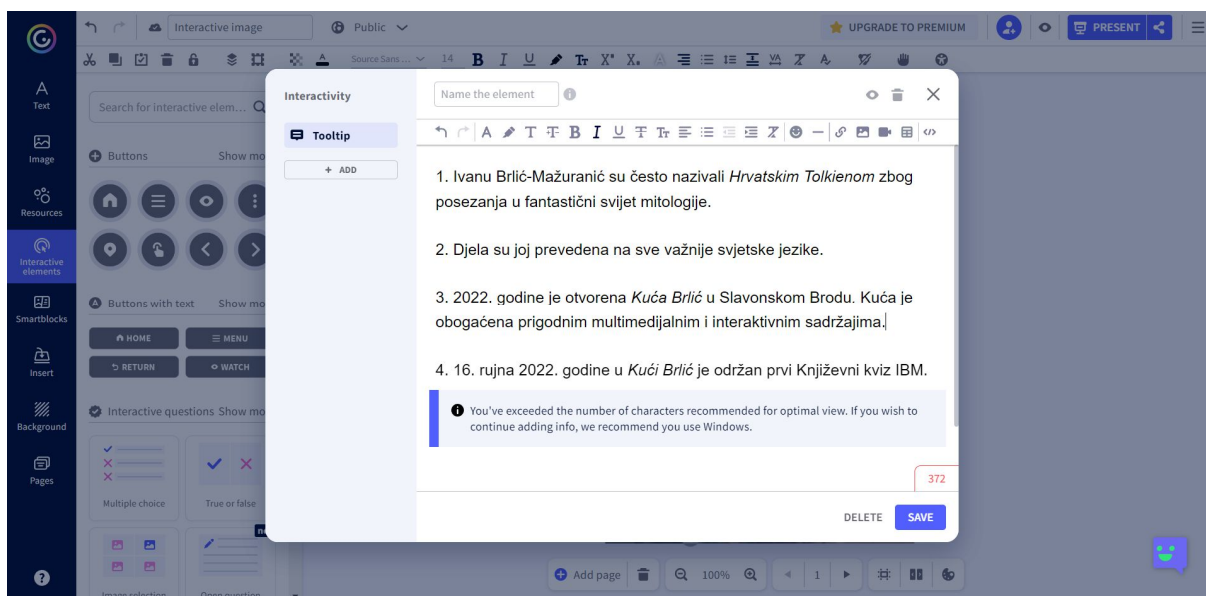 Interactive image
Public
UPGRADE TO PREMIUM
PRESENT
Source Sans ...
14
B I U Tr X² X₂
Text
Image
Resources
Interactive
elements
Smartblocks
Insert
Background
Pages
Search for interactive elem...
Buttons
Show mo
Buttons with text
Show mo
HOME
MENU
RETURN
WATCH
Interactive questions
Show mo
Multiple choice
True or false
Image selection
Open question
Interactivity
Tooltip
+ ADD
Name the element
1. Ivanu Brlić-Mažuranić su često nazivali Hrvatskim Tolkienom zbog
posezanja u fantastični svijet mitologije.
2. Djela su joj prevedena na sve važnije svjetske jezike.
3. 2022. godine je otvorena Kuća Brlić u Slavonskom Brodu. Kuća je
obogaćena prigodnim multimedijalnim i interaktivnim sadržajima.
4. 16. rujna 2022. godine u Kući Brlić je održan prvi Književni kviz IBM.
You've exceeded the number of characters recommended for optimal view. If you wish to
continue adding info, we recommend you use Windows.
372
DELETE
SAVE
Add page
100%
1